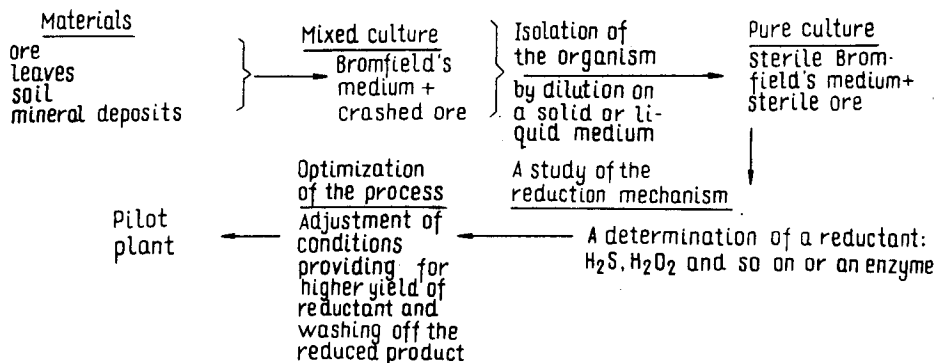 Materials
ore
leaves
soil
mineral deposits
Mixed culture
Bromfield's
medium +
crashed ore
Isolation of
the organism
by dilution on
a solid or li-
quid medium
Pure culture
sterile Brom-
field's medium+
sterile ore
A study of the
reduction mechanism
A determination of a reductant:
H₂S, H₂O₂ and so on or an enzyme
Optimization
of the process
Adjustment of
conditions
providing for
higher yield of
reductant and
washing off the
reduced product
Pilot
plant